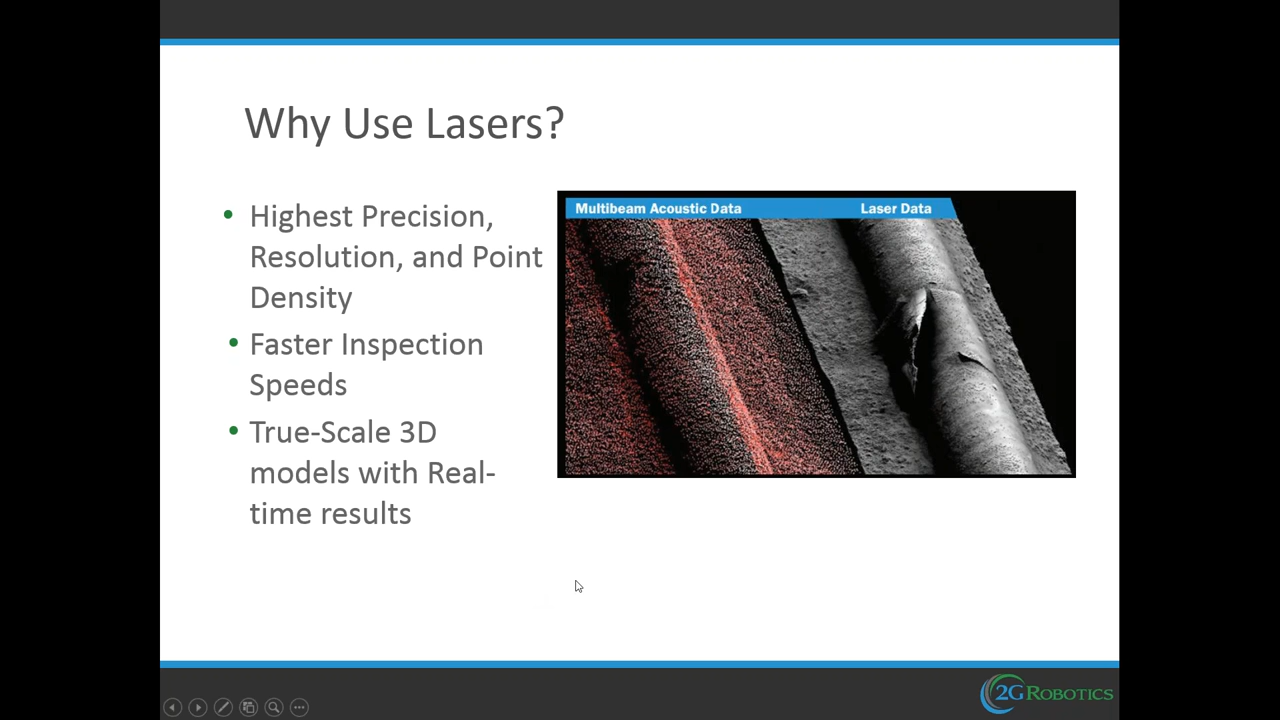 Why Use Lasers?
• Highest Precision,
Resolution, and Point
Density
• Faster Inspection
Speeds
• True-Scale 3D
models with Real-
time results
Multibeam Acoustic Data
Laser Data
2G ROBOTICS